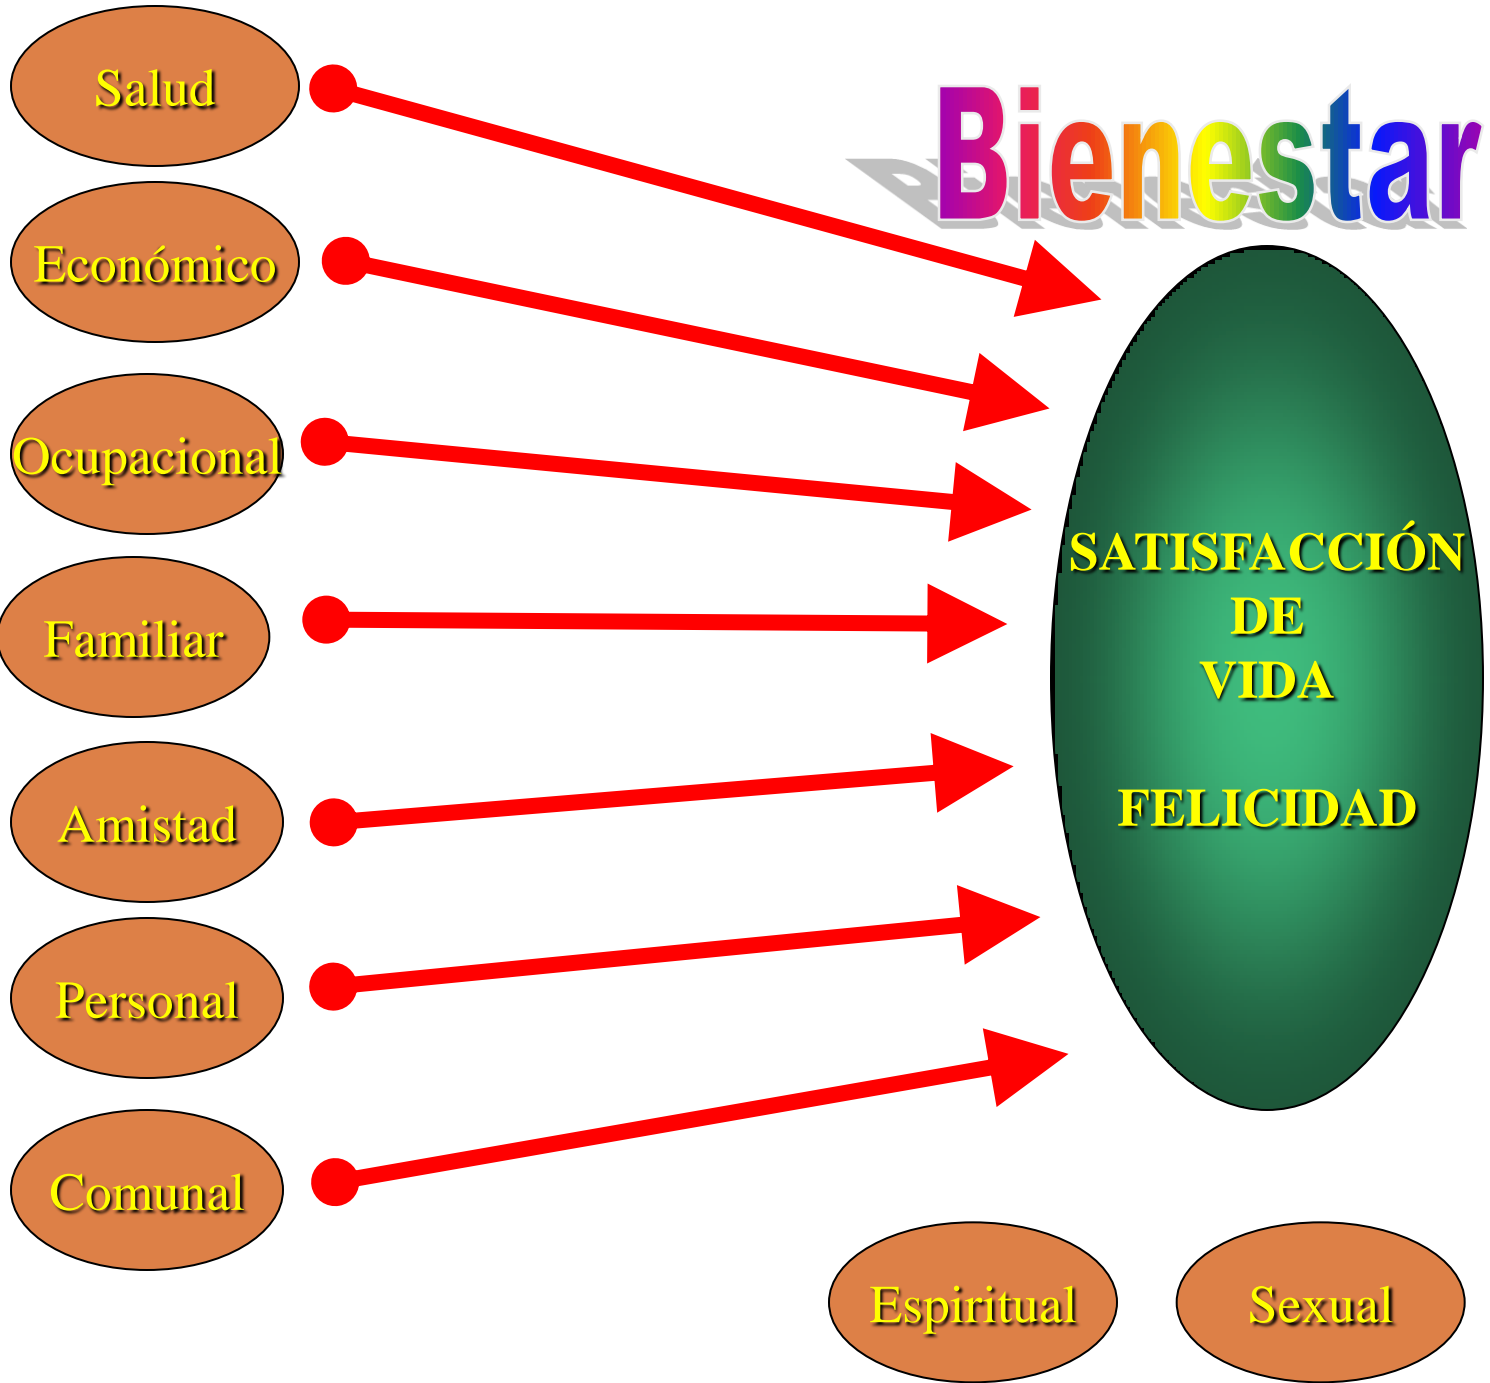 Salud
Bienestar
Económico
Ocupacional
Familiar
Amistad
Personal
Comunal
SATISFACCIÓN
DE
VIDA
FELICIDAD
Espiritual
Sexual